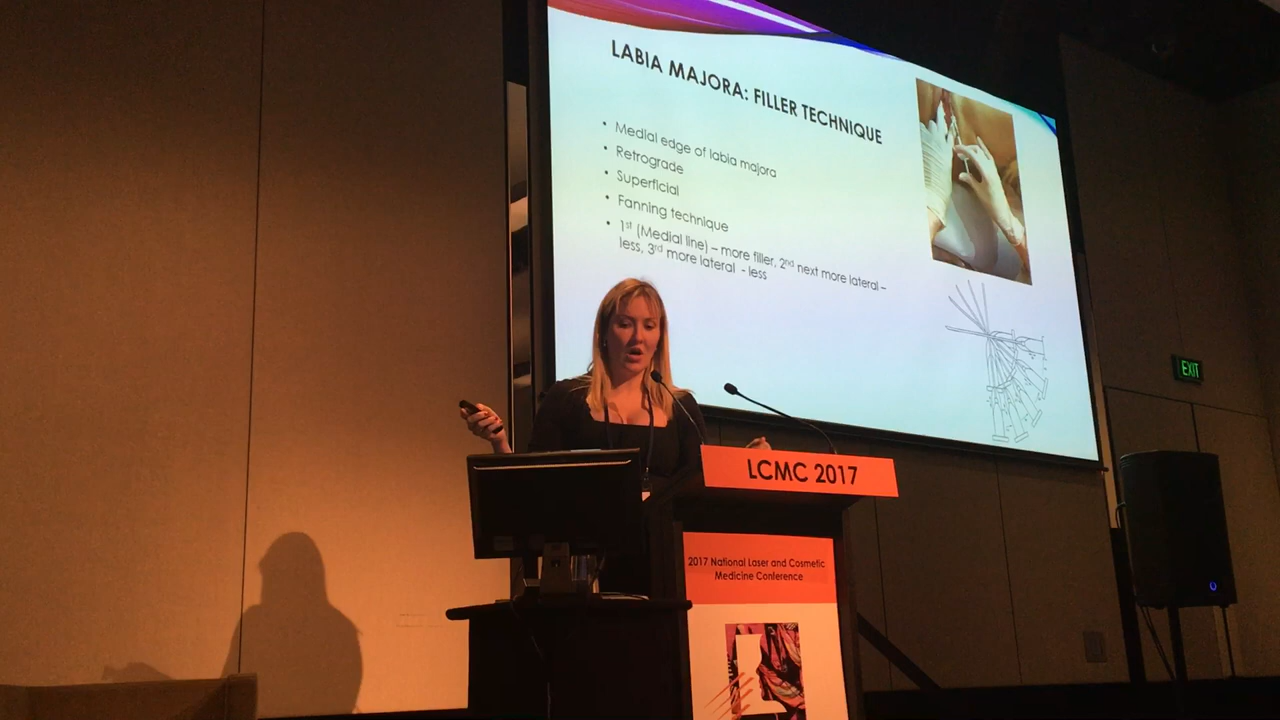 LABIA MAJORA: FILLER TECHNIQUE
• Medial edge of labia majora
• Retrograde
• Superficial
• Fanning technique
• 1st (Medial line) – more filler, 2nd next more lateral –
less, 3rd more lateral - less
EXIT
LCMC 2017
2017 National Laser and Cosmetic
Medicine Conference